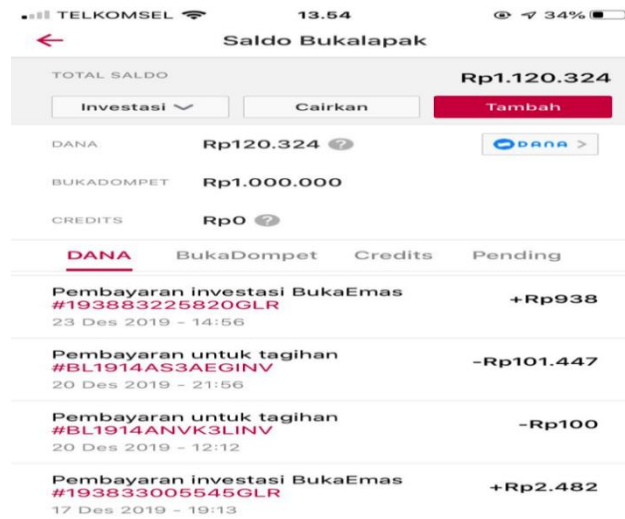 TELKOMSEL 13.54 34%
Saldo Bukalapak
TOTAL SALDO Rp1.120.324
Investasi Cairkan Tambah
DANA Rp120.324 ? DANA >
BUKADOMPET Rp1.000.000
CREDITS Rp0 ?
DANA BukaDompet Credits Pending
Pembayaran investasi BukaEmas
#193883225820GLR +Rp938
23 Des 2019 - 14:56
Pembayaran untuk tagihan
#BL1914AS3AEGINV -Rp101.447
20 Des 2019 - 21:56
Pembayaran untuk tagihan
#BL1914ANVK3LINV -Rp100
20 Des 2019 - 12:12
Pembayaran investasi BukaEmas
#193833005545GLR +Rp2.482
17 Des 2019 - 19:13